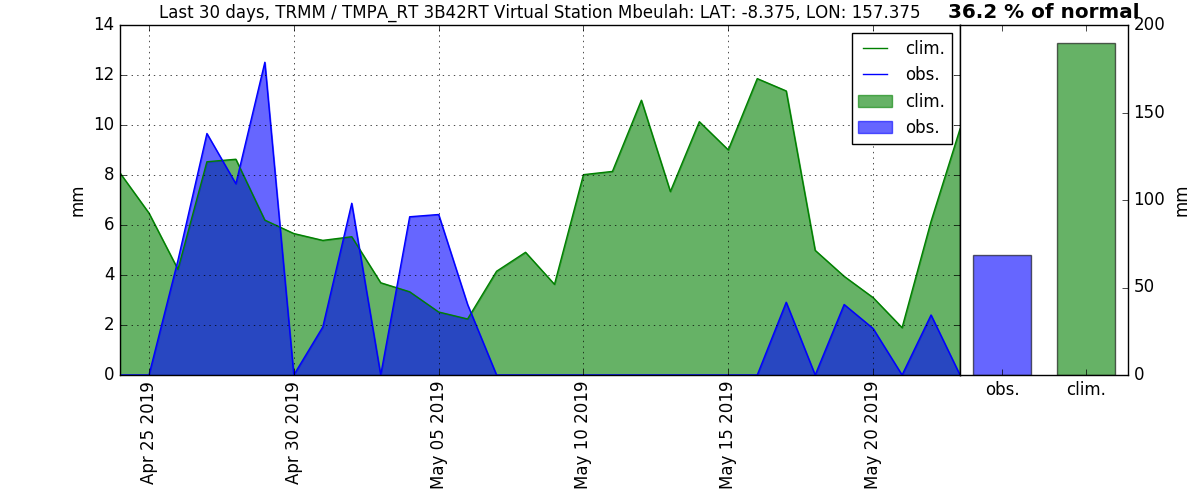 Last 30 days, TRMM / TMPA_RT 3B42RT Virtual Station Mbeulah: LAT: -8.375, LON: 157.375
36.2 % of normal
14
12
10
8
6
4
2
0
mm
clim.
obs.
clim.
obs.
Apr 25 2019
Apr 30 2019
May 05 2019
May 10 2019
May 15 2019
May 20 2019
200
150
100
50
0
mm
obs.
clim.